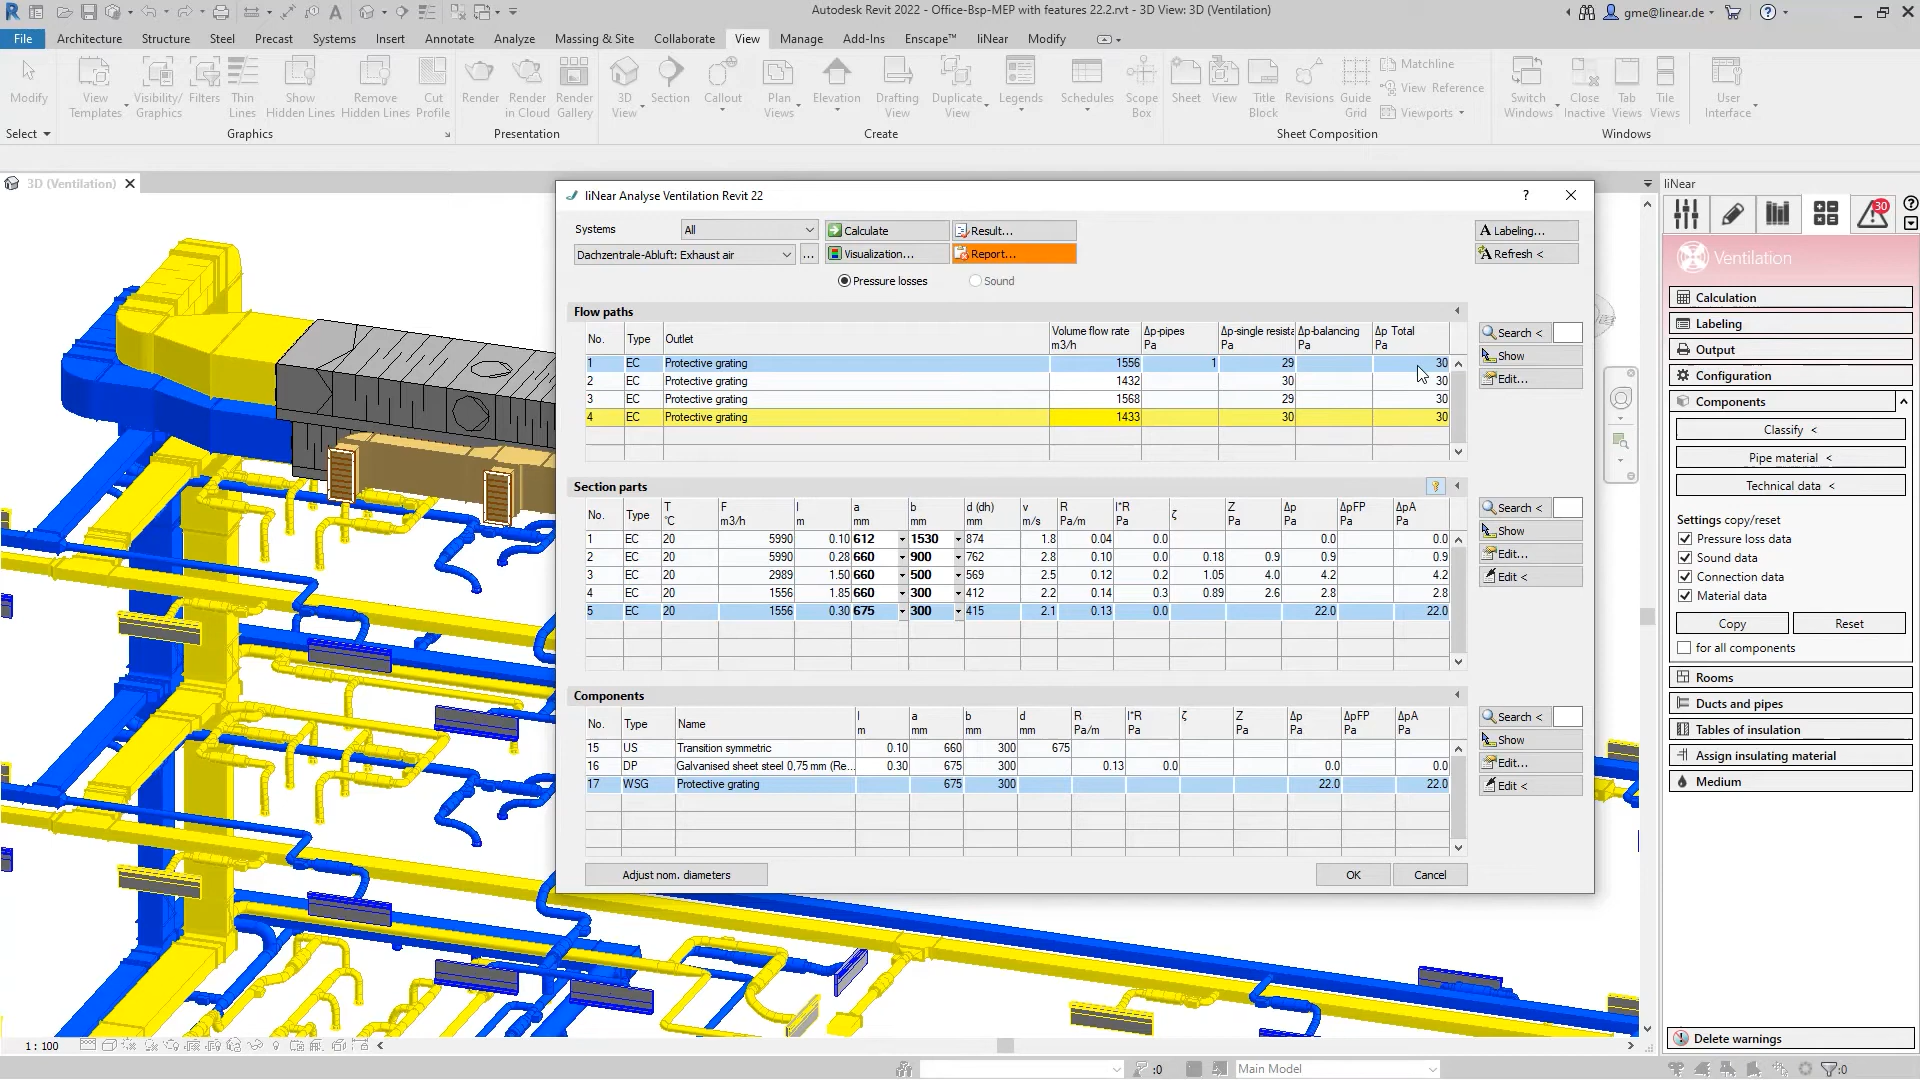 Autodesk Revit 2022 - Office-Bsp-MEP with features 22.2.rvt - 3D View: 3D (Ventilation)
gme@linear.de
File Architecture Structure Steel Precast Systems Insert Annotate Analyze Massing & Site Collaborate View Manage Add-Ins Enscape™ liNear Modify
Modify
View Templates
Visibility/ Graphics
Filters
Thin Lines
Show Hidden Lines
Remove Hidden Lines
Cut Profile
Render
Render in Cloud
Render Gallery
3D View
Section
Callout
Plan Views
Elevation
Drafting View
Duplicate View
Legends
Schedules
Scope Box
Sheet
View
Title Block
Revisions
Guide Grid
Matchline
View Reference
Viewports
Switch Windows
Close Inactive
Tab Views
Tile Views
User Interface
Select Graphics Presentation Create Sheet Composition Windows
3D (Ventilation)
liNear Analyse Ventilation Revit 22
?
Systems All Calculate Result... A Labeling...
Dachzentrale-Abluft: Exhaust air ... Visualization... Report... Refresh <
Pressure losses Sound
Flow paths
No. Type Outlet Volume flow rate m3/h Δp-pipes Pa Δp-single resista Pa Δp-balancing Pa Δp Total Pa
1 EC Protective grating 1556 1 29 30
2 EC Protective grating 1432 30 30
3 EC Protective grating 1568 29 30
4 EC Protective grating 1433 30 30
Search <
Show
Edit...
Section parts
No. Type T °C F m3/h l m a mm b mm d (dh) mm v m/s R Pa/m l*R Pa ζ Z Pa Δp Pa ΔpFP Pa ΔpA Pa
1 EC 20 5990 0.10 612 1530 874 1.8 0.04 0.0 0.0 0.0
2 EC 20 5990 0.28 660 900 762 2.8 0.10 0.0 0.18 0.9 0.9 0.9
3 EC 20 2989 1.50 660 500 569 2.5 0.12 0.2 1.05 4.0 4.2 4.2
4 EC 20 1556 1.85 660 300 412 2.2 0.14 0.3 0.89 2.6 2.8 2.8
5 EC 20 1556 0.30 675 300 415 2.1 0.13 0.0 22.0 22.0
Search <
Show
Edit...
Edit <
Components
No. Type Name l m a mm b mm d mm R Pa/m l*R Pa ζ Z Pa Δp Pa ΔpFP Pa ΔpA Pa
15 US Transition symmetric 0.10 660 300 675
16 DP Galvanised sheet steel 0,75 mm (Re... 0.30 675 300 0.13 0.0 0.0 0.0
17 WSG Protective grating 675 300 22.0 22.0
Search <
Show
Edit...
Edit <
Adjust nom. diameters OK Cancel
liNear
30
Ventilation
Calculation
Labeling
Output
Configuration
Components
Classify <
Pipe material <
Technical data <
Settings copy/reset
Pressure loss data
Sound data
Connection data
Material data
Copy Reset
for all components
Rooms
Ducts and pipes
Tables of insulation
Assign insulating material
Medium
Delete warnings
1 : 100
:0 Main Model :0